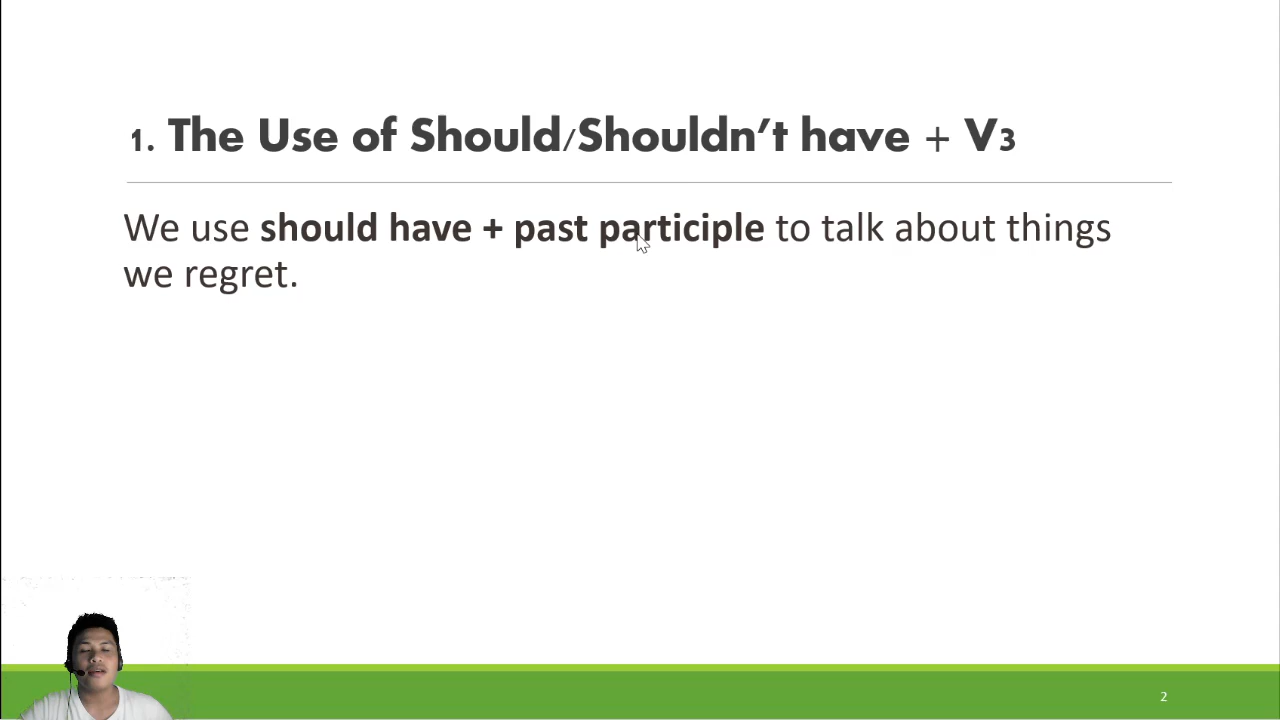 1. The Use of Should/Shouldn’t have + V3
We use should have + past participle to talk about things
we regret.
2